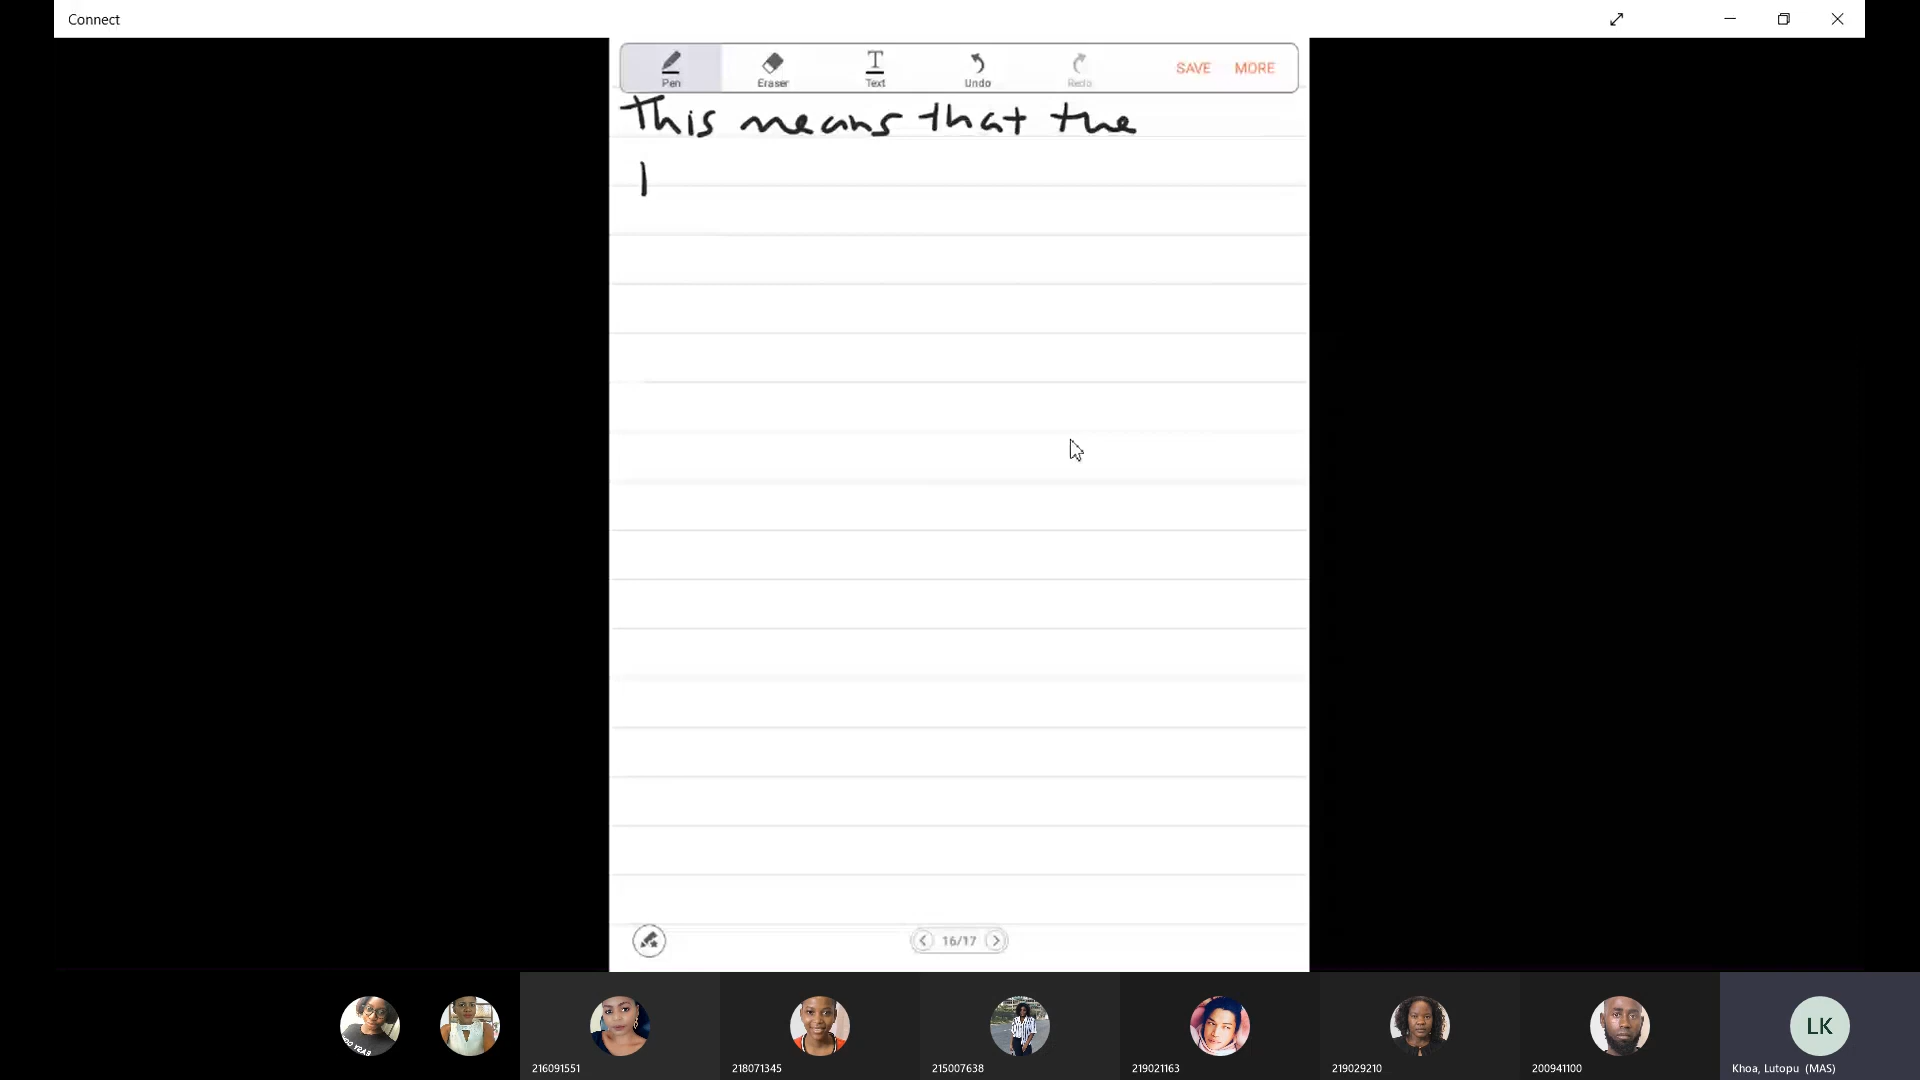 Connect
Pen
Eraser
Text
Undo
Redo
SAVE
MORE
This means that the
16/17
216091551
218071345
215007638
219021163
219029210
200941100
LK
Khoa, Lutopu (MAS)